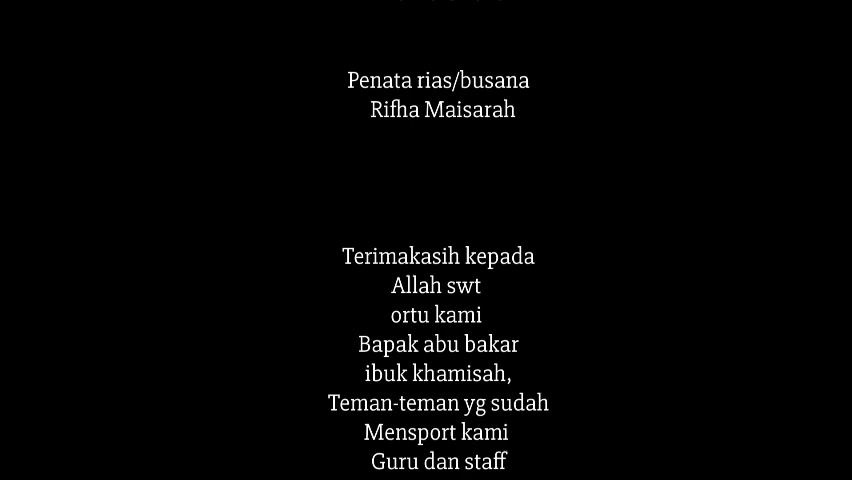 Penata rias/busana
Rifha Maisarah
Terimakasih kepada
Allah swt
ortu kami
Bapak abu bakar
ibuk khamisah,
Teman-teman yg sudah
Mensport kami
Guru dan staff